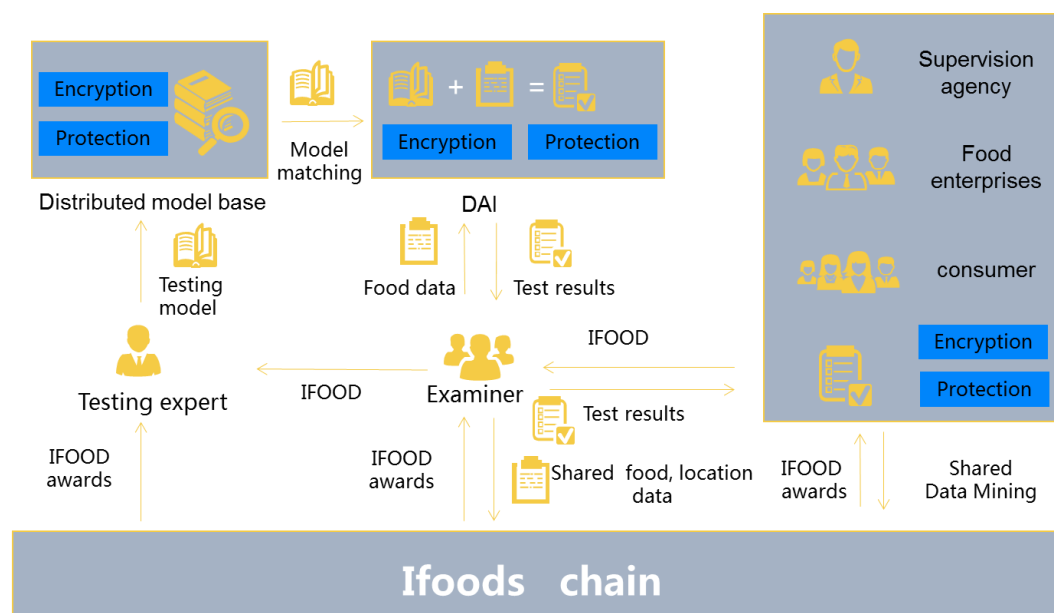 Encryption
Protection
Distributed model base
Model
matching
+
=
Encryption
Protection
DAI
Supervision
agency
Food
enterprises
consumer
Encryption
Protection
Testing
model
Food data
Test results
Testing expert
IFOOD
Examiner
IFOOD
Test results
IFOOD
awards
IFOOD
awards
Shared food, location
data
IFOOD
awards
Shared
Data Mining
Ifoods chain